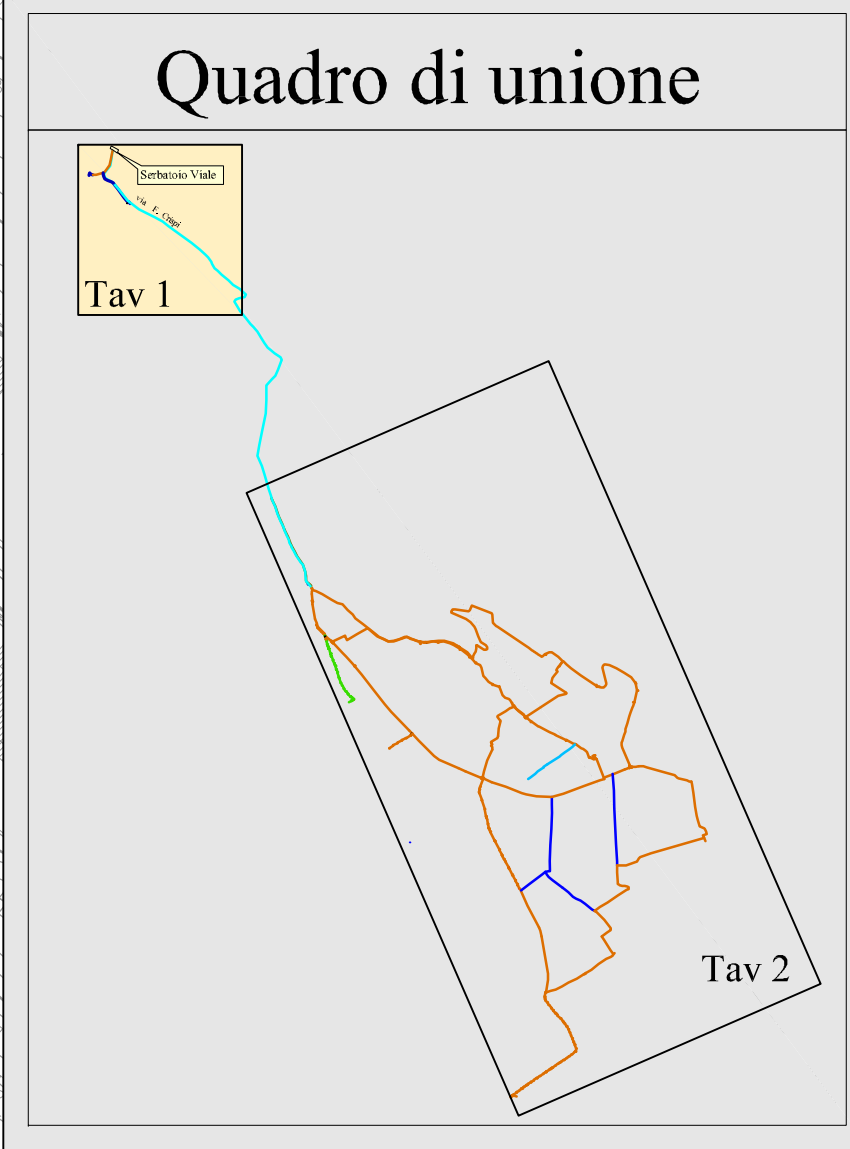 Quadro di unione
Serbatoio Viale
via F. Crispi
Tav 1
Tav 2